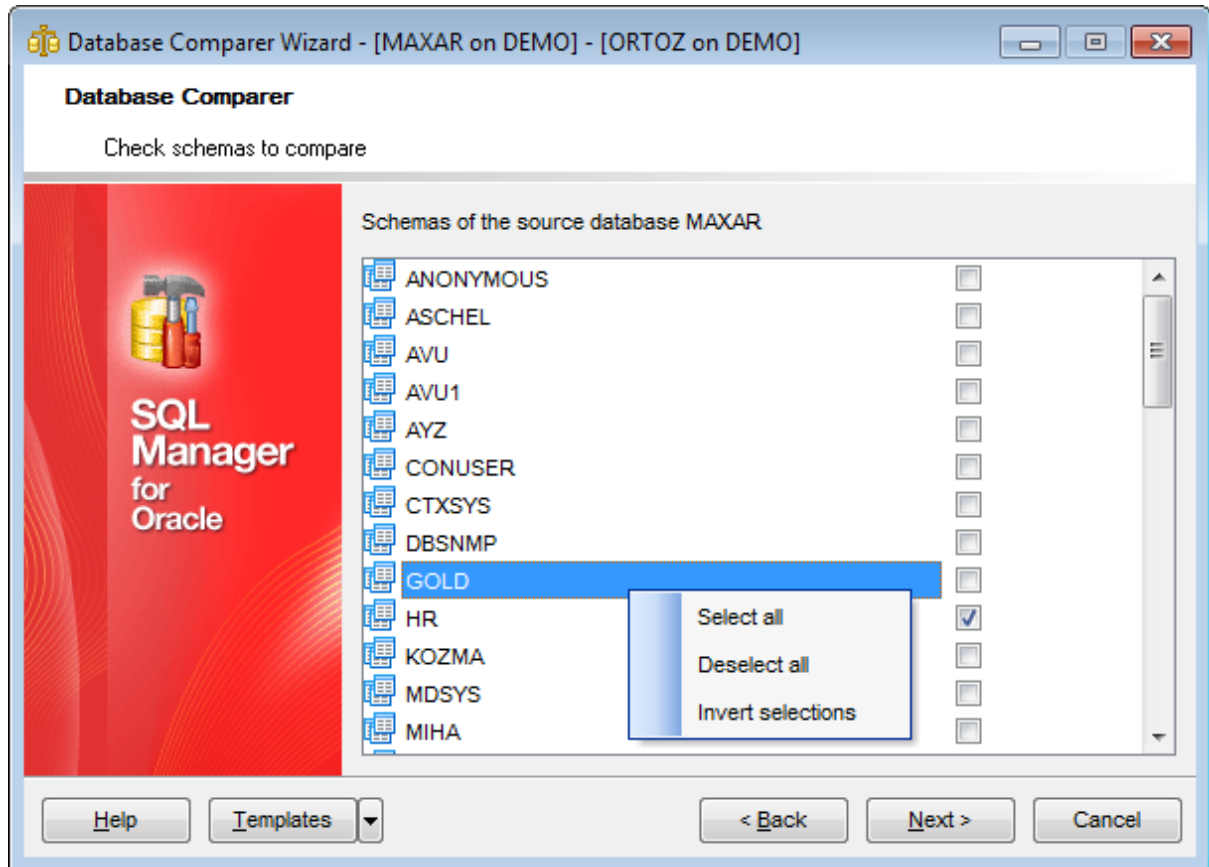 Database Comparer Wizard - [MAXAR on DEMO] - [ORTOZ on DEMO]
Database Comparer
Check schemas to compare
SQL
Manager
for
Oracle
Schemas of the source database MAXAR
ANONYMOUS
ASCHEL
AVU
AVU1
AYZ
CONUSER
CTXSYS
DBSNMP
GOLD
HR
KOZMA
MDSYS
MIHA
Select all
Deselect all
Invert selections
Help
Templates
< Back
Next >
Cancel